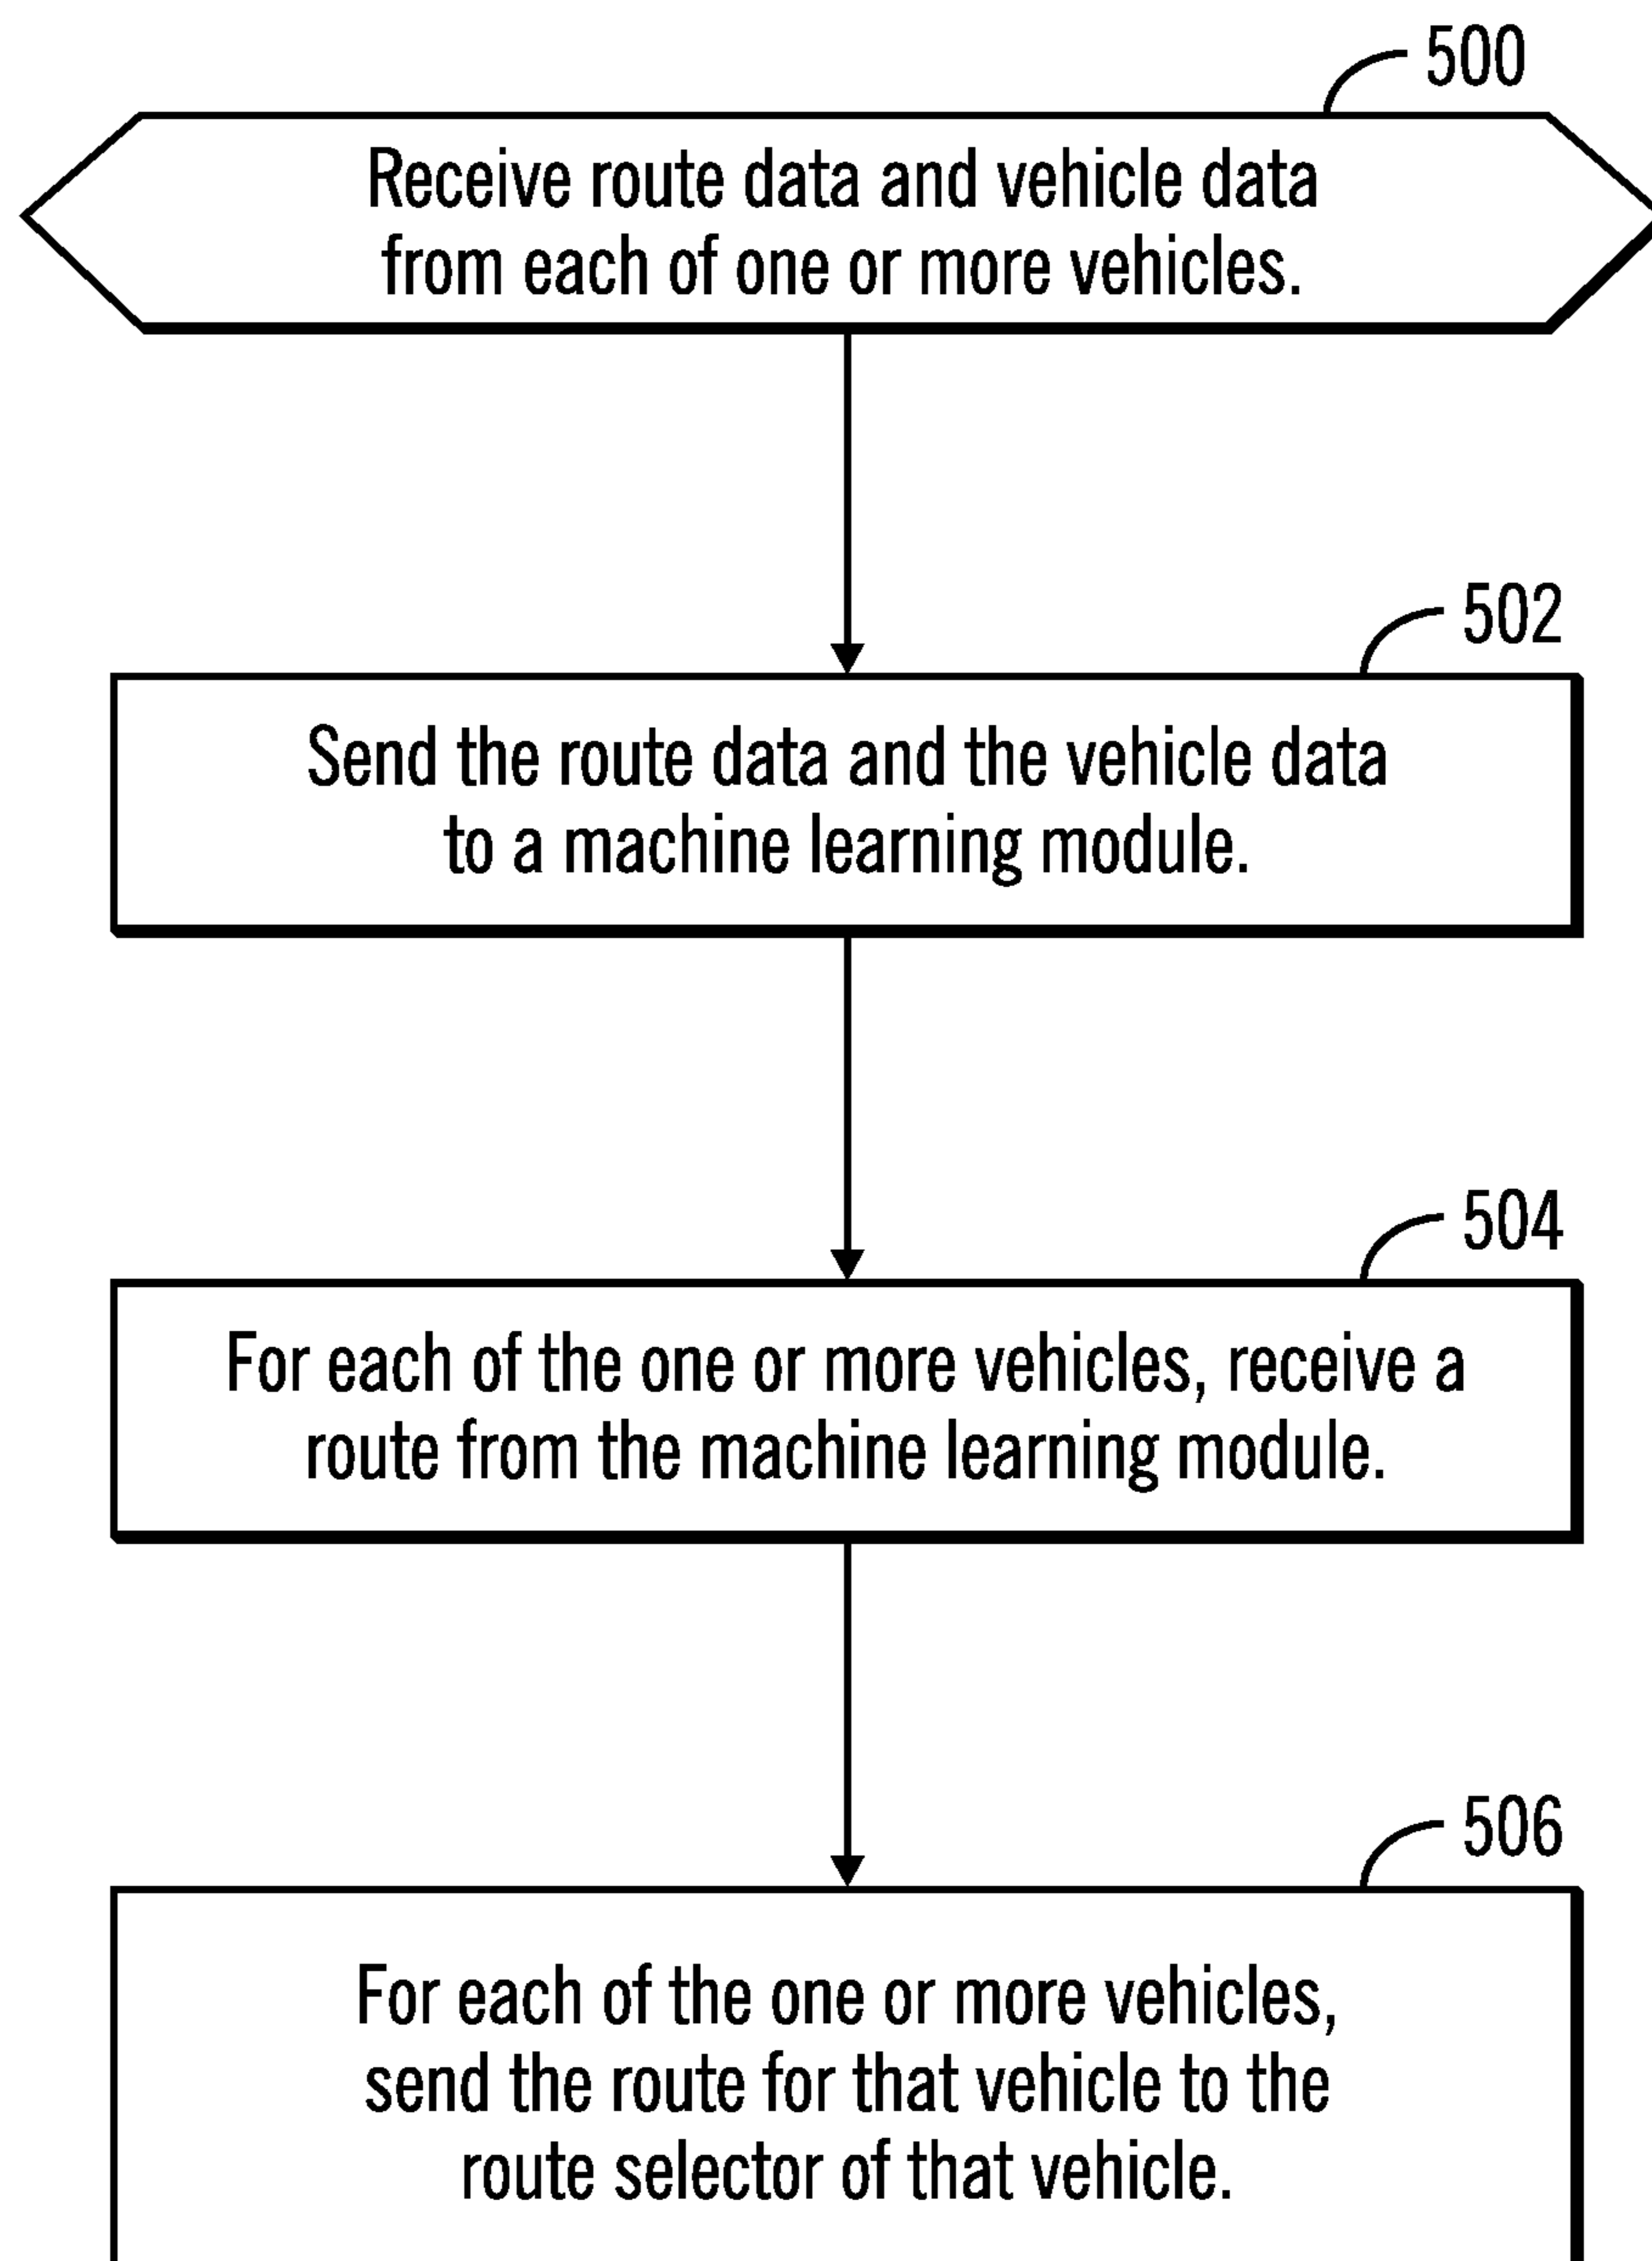 500
Receive route data and vehicle data
from each of one or more vehicles.
502
Send the route data and the vehicle data
to a machine learning module.
504
For each of the one or more vehicles, receive a
route from the machine learning module.
506
For each of the one or more vehicles,
send the route for that vehicle to the
route selector of that vehicle.